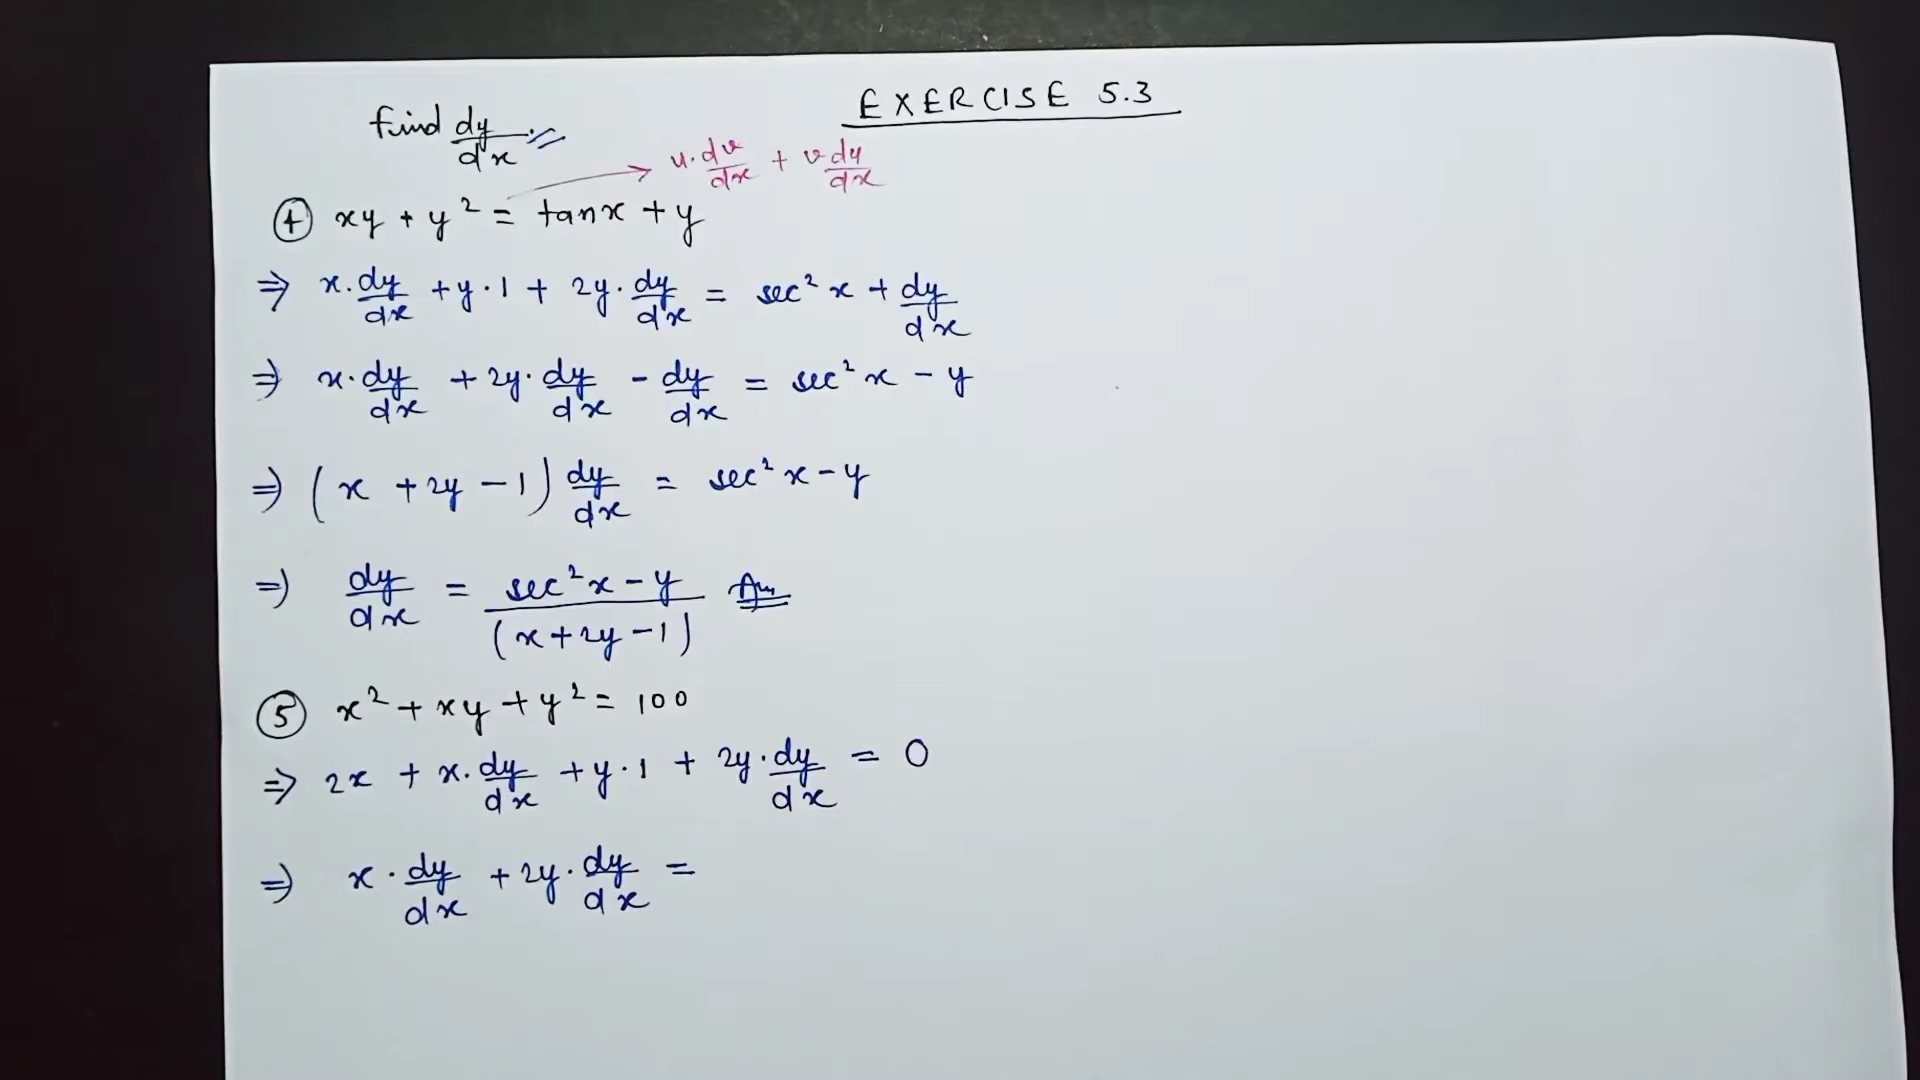 EXERCISE 5.3
find dy/dx
u·dv/dx + v du/dx
④ xy + y² = tanx + y
⇒ x·dy/dx + y·1 + 2y·dy/dx = sec²x + dy/dx
⇒ x·dy/dx + 2y·dy/dx - dy/dx = sec²x - y
⇒ (x + 2y - 1) dy/dx = sec²x - y
⇒ dy/dx = sec²x - y/(x + 2y - 1) Ans
⑤ x² + xy + y² = 100
⇒ 2x + x·dy/dx + y·1 + 2y·dy/dx = 0
⇒ x·dy/dx + 2y·dy/dx =